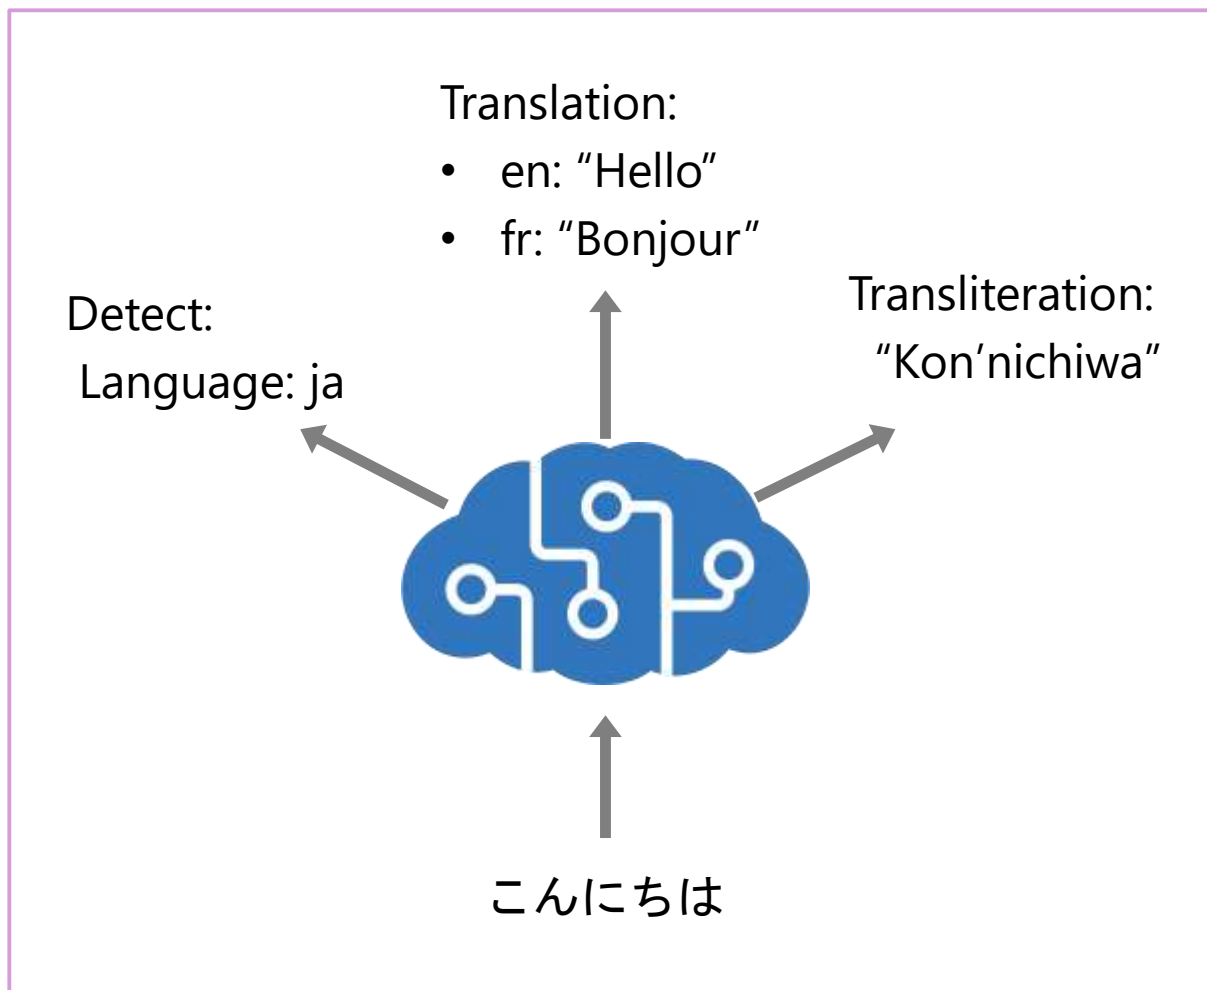 Translation:
• en: “Hello”
• fr: “Bonjour”
Detect:
Language: ja
Transliteration:
“Kon’nichiwa”
こんにちは